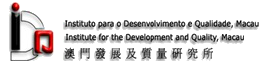 Instituto para o Desenvolvimento e Qualidade, Macau
Institute for the Development and Quality, Macau
澳門發展及質量研究所